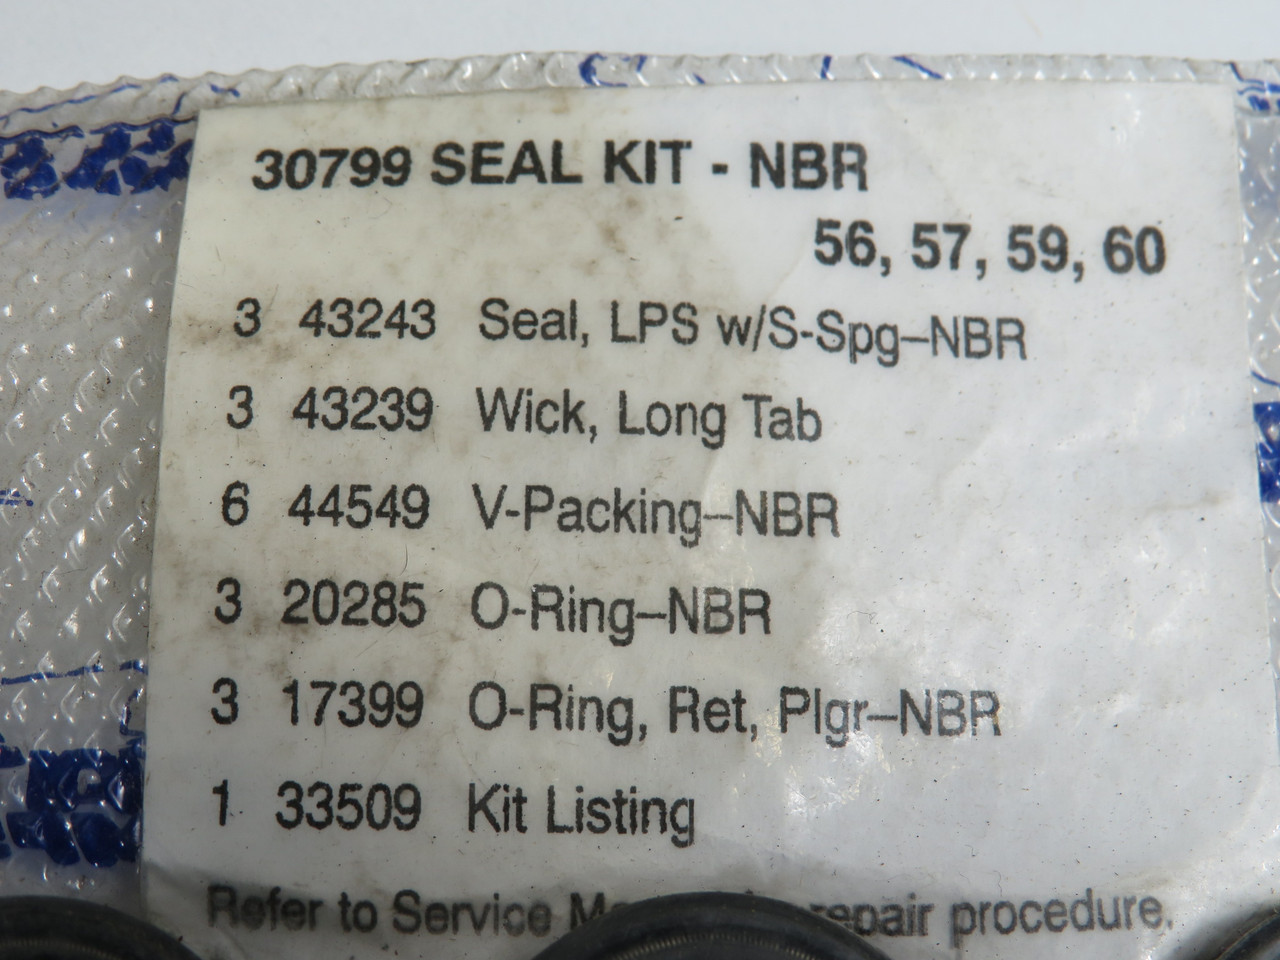 30799 SEAL KIT - NBR
56, 57, 59, 60
3 43243 Seal, LPS w/S-Spg–NBR
3 43239 Wick, Long Tab
6 44549 V-Packing–NBR
3 20285 O-Ring–NBR
3 17399 O-Ring, Ret, Plgr–NBR
1 33509 Kit Listing
Refer to Service repair procedure.